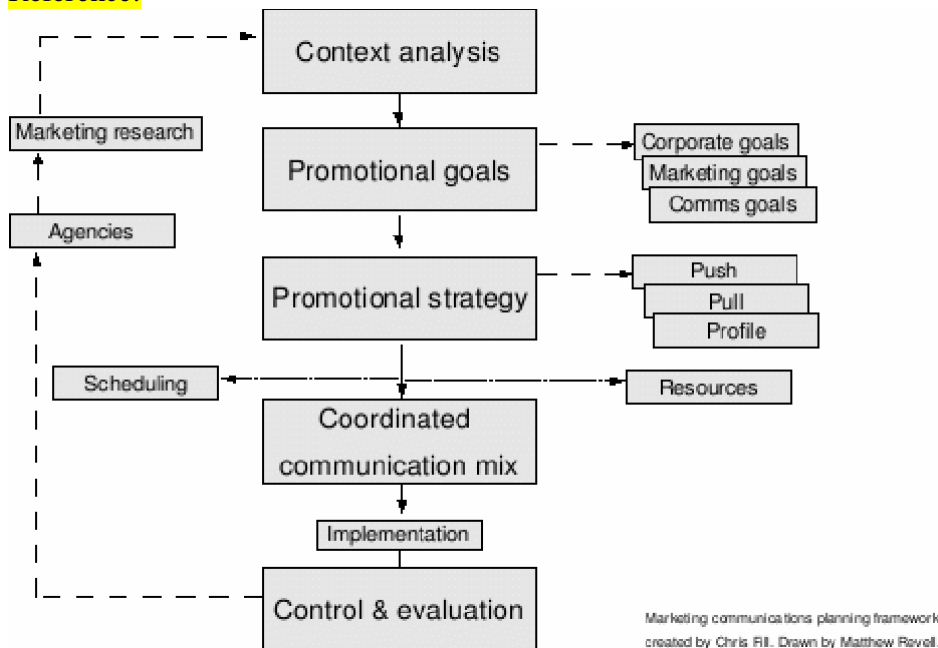 Reference:
Context analysis
Marketing research
Promotional goals
Corporate goals
Marketing goals
Comms goals
Agencies
Promotional strategy
Push
Pull
Profile
Scheduling
Resources
Coordinated
communication mix
Implementation
Control & evaluation
Marketing communications planning framework
created by Chris Fill. Drawn by Matthew Revell.